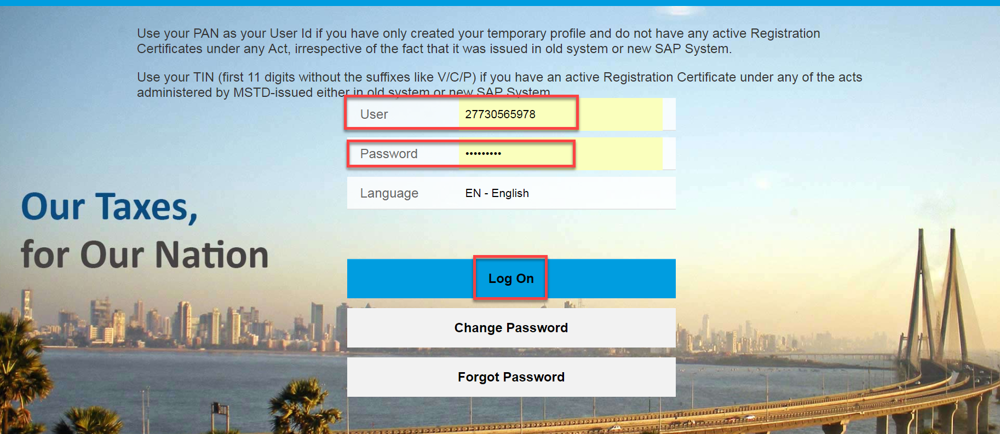 Use your PAN as your User Id if you have only created your temporary profile and do not have any active Registration
Certificates under any Act, irrespective of the fact that it was issued in old system or new SAP System.
Use your TIN (first 11 digits without the suffixes like V/C/P) if you have an active Registration Certificate under any of the acts
administered by MSTD-issued either in old system or new SAP System
User 27730565978
Password •••••••••
Language EN - English
Our Taxes,
for Our Nation
Log On
Change Password
Forgot Password